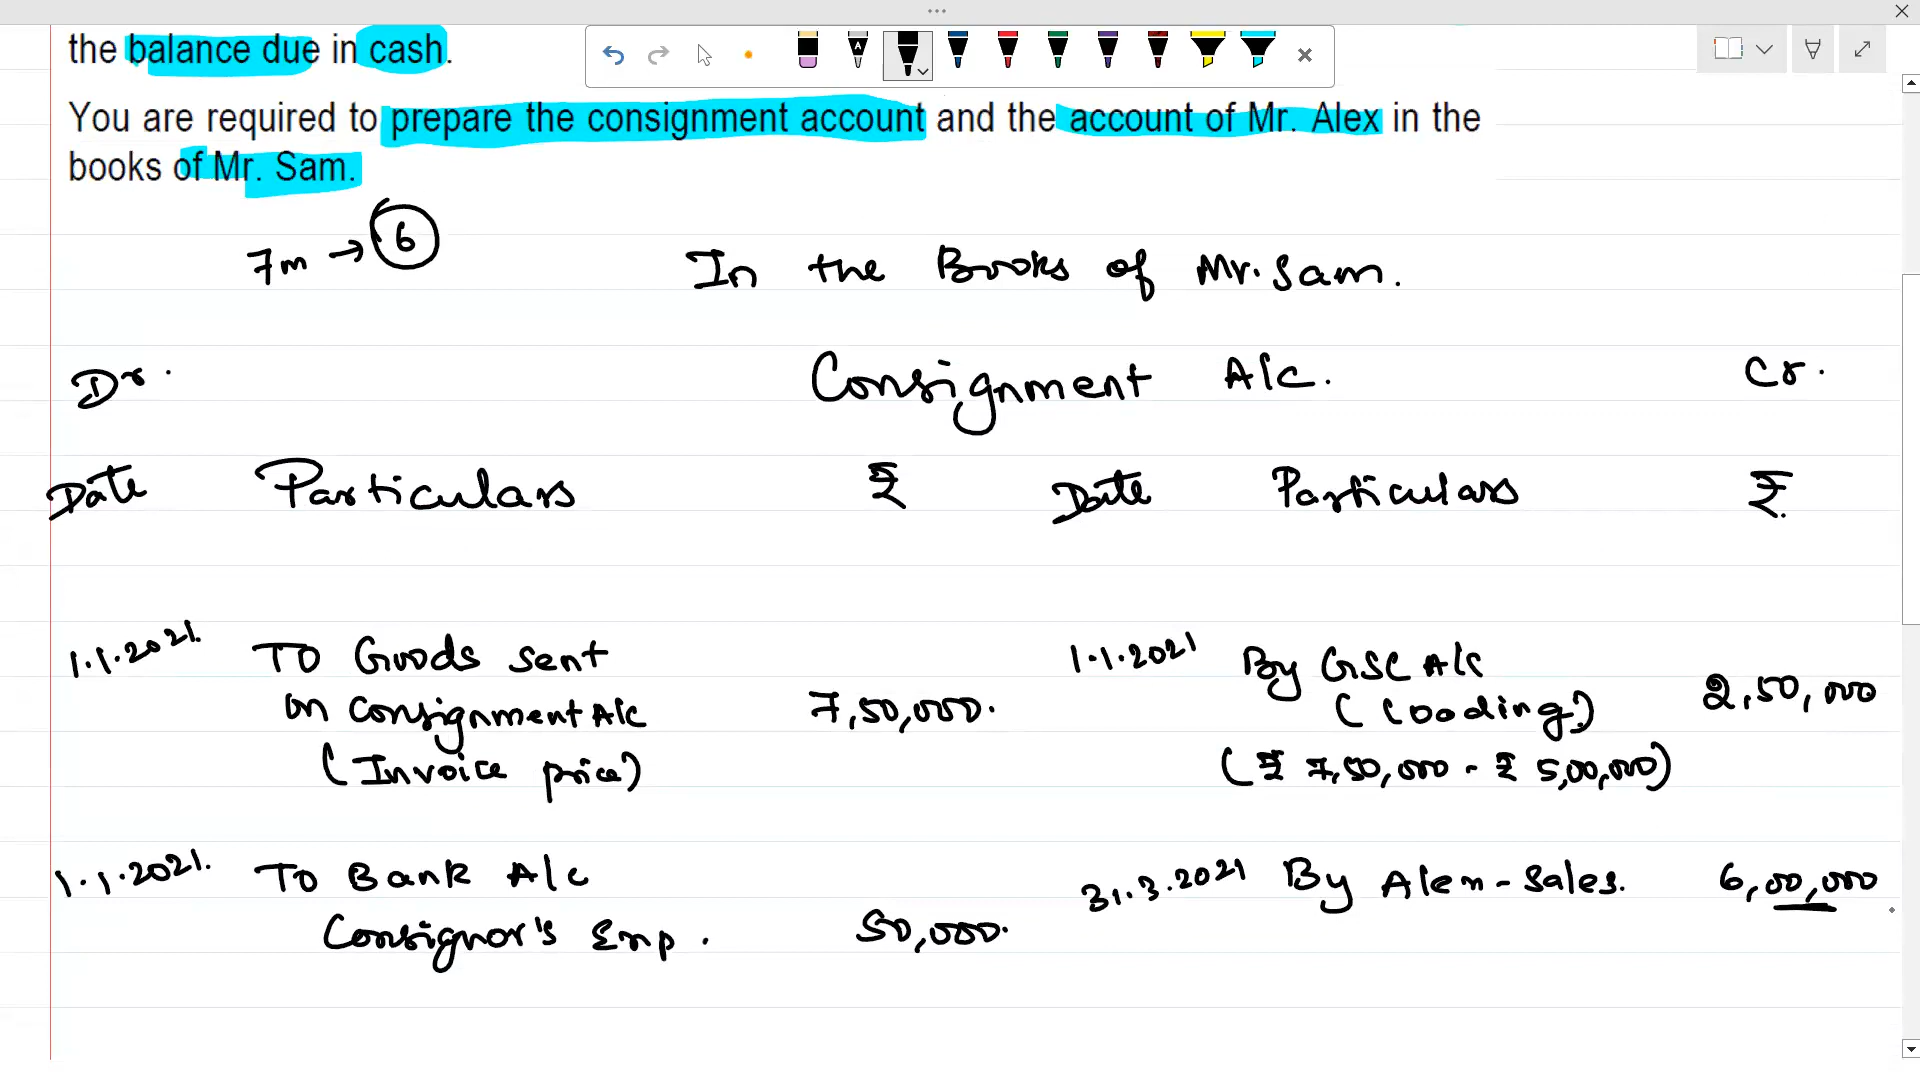 the balance due in cash.
You are required to prepare the consignment account and the account of Mr. Alex in the
books of Mr. Sam.
7m → 6
In the Books of Mr. Sam.
Dr. Consignment A/c. Cr.
Date Particulars ₹ Date Particulars ₹
1.1.2021. To Goods sent
on consignment A/c 7,50,000.
(Invoice price)
1.1.2021 By GSC A/c
(Loading) 2,50,000
(₹ 7,50,000 - ₹ 5,00,000)
1.1.2021. To Bank A/c
Consignor's Exp. 50,000.
31.3.2021 By Alex - Sales. 6,00,000